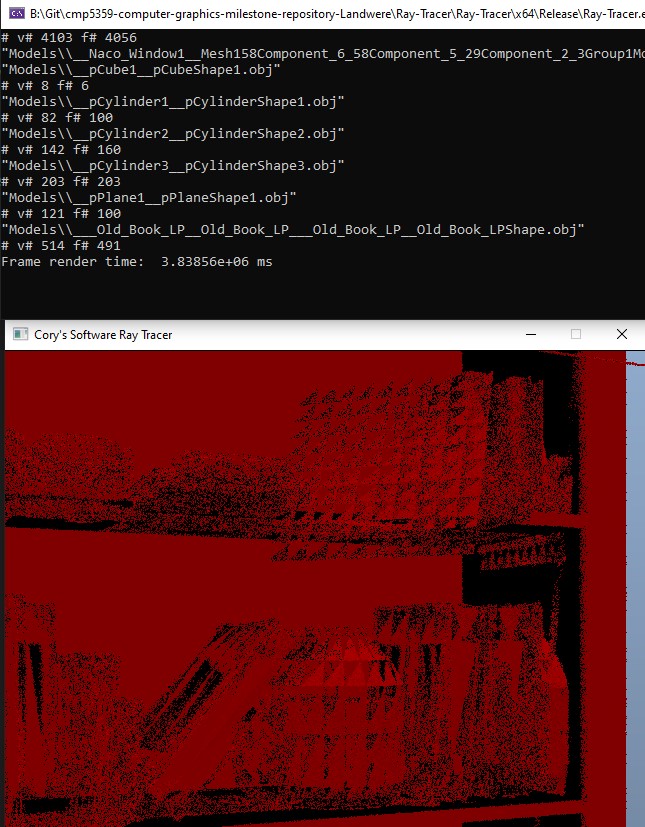 B:\Git\cmp5359-computer-graphics-milestone-repository-Landwere\Ray-Tracer\Ray-Tracer\x64\Release\Ray-Tracer.e
# v# 4103 f# 4056
"Models\\__Naco_Window1__Mesh158Component_6_58Component_5_29Component_2_3Group1Mo
"Models\\__pCube1__pCubeShape1.obj"
# v# 8 f# 6
"Models\\__pCylinder1__pCylinderShape1.obj"
# v# 82 f# 100
"Models\\__pCylinder2__pCylinderShape2.obj"
# v# 142 f# 160
"Models\\__pCylinder3__pCylinderShape3.obj"
# v# 203 f# 203
"Models\\__pPlane1__pPlaneShape1.obj"
# v# 121 f# 100
"Models\\___Old_Book_LP__Old_Book_LP___Old_Book_LP__Old_Book_LPShape.obj"
# v# 514 f# 491
Frame render time:  3.83856e+06 ms
Cory's Software Ray Tracer